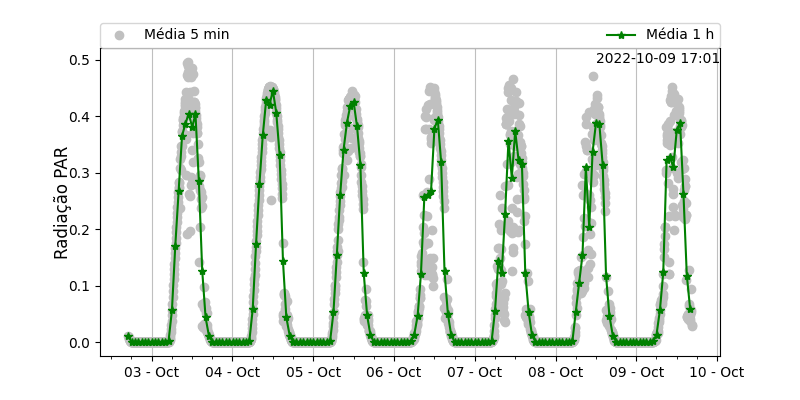 Média 5 min
Média 1 h
2022-10-09 17:01
Radiação PAR
0.5
0.4
0.3
0.2
0.1
0.0
03 - Oct
04 - Oct
05 - Oct
06 - Oct
07 - Oct
08 - Oct
09 - Oct
10 - Oct